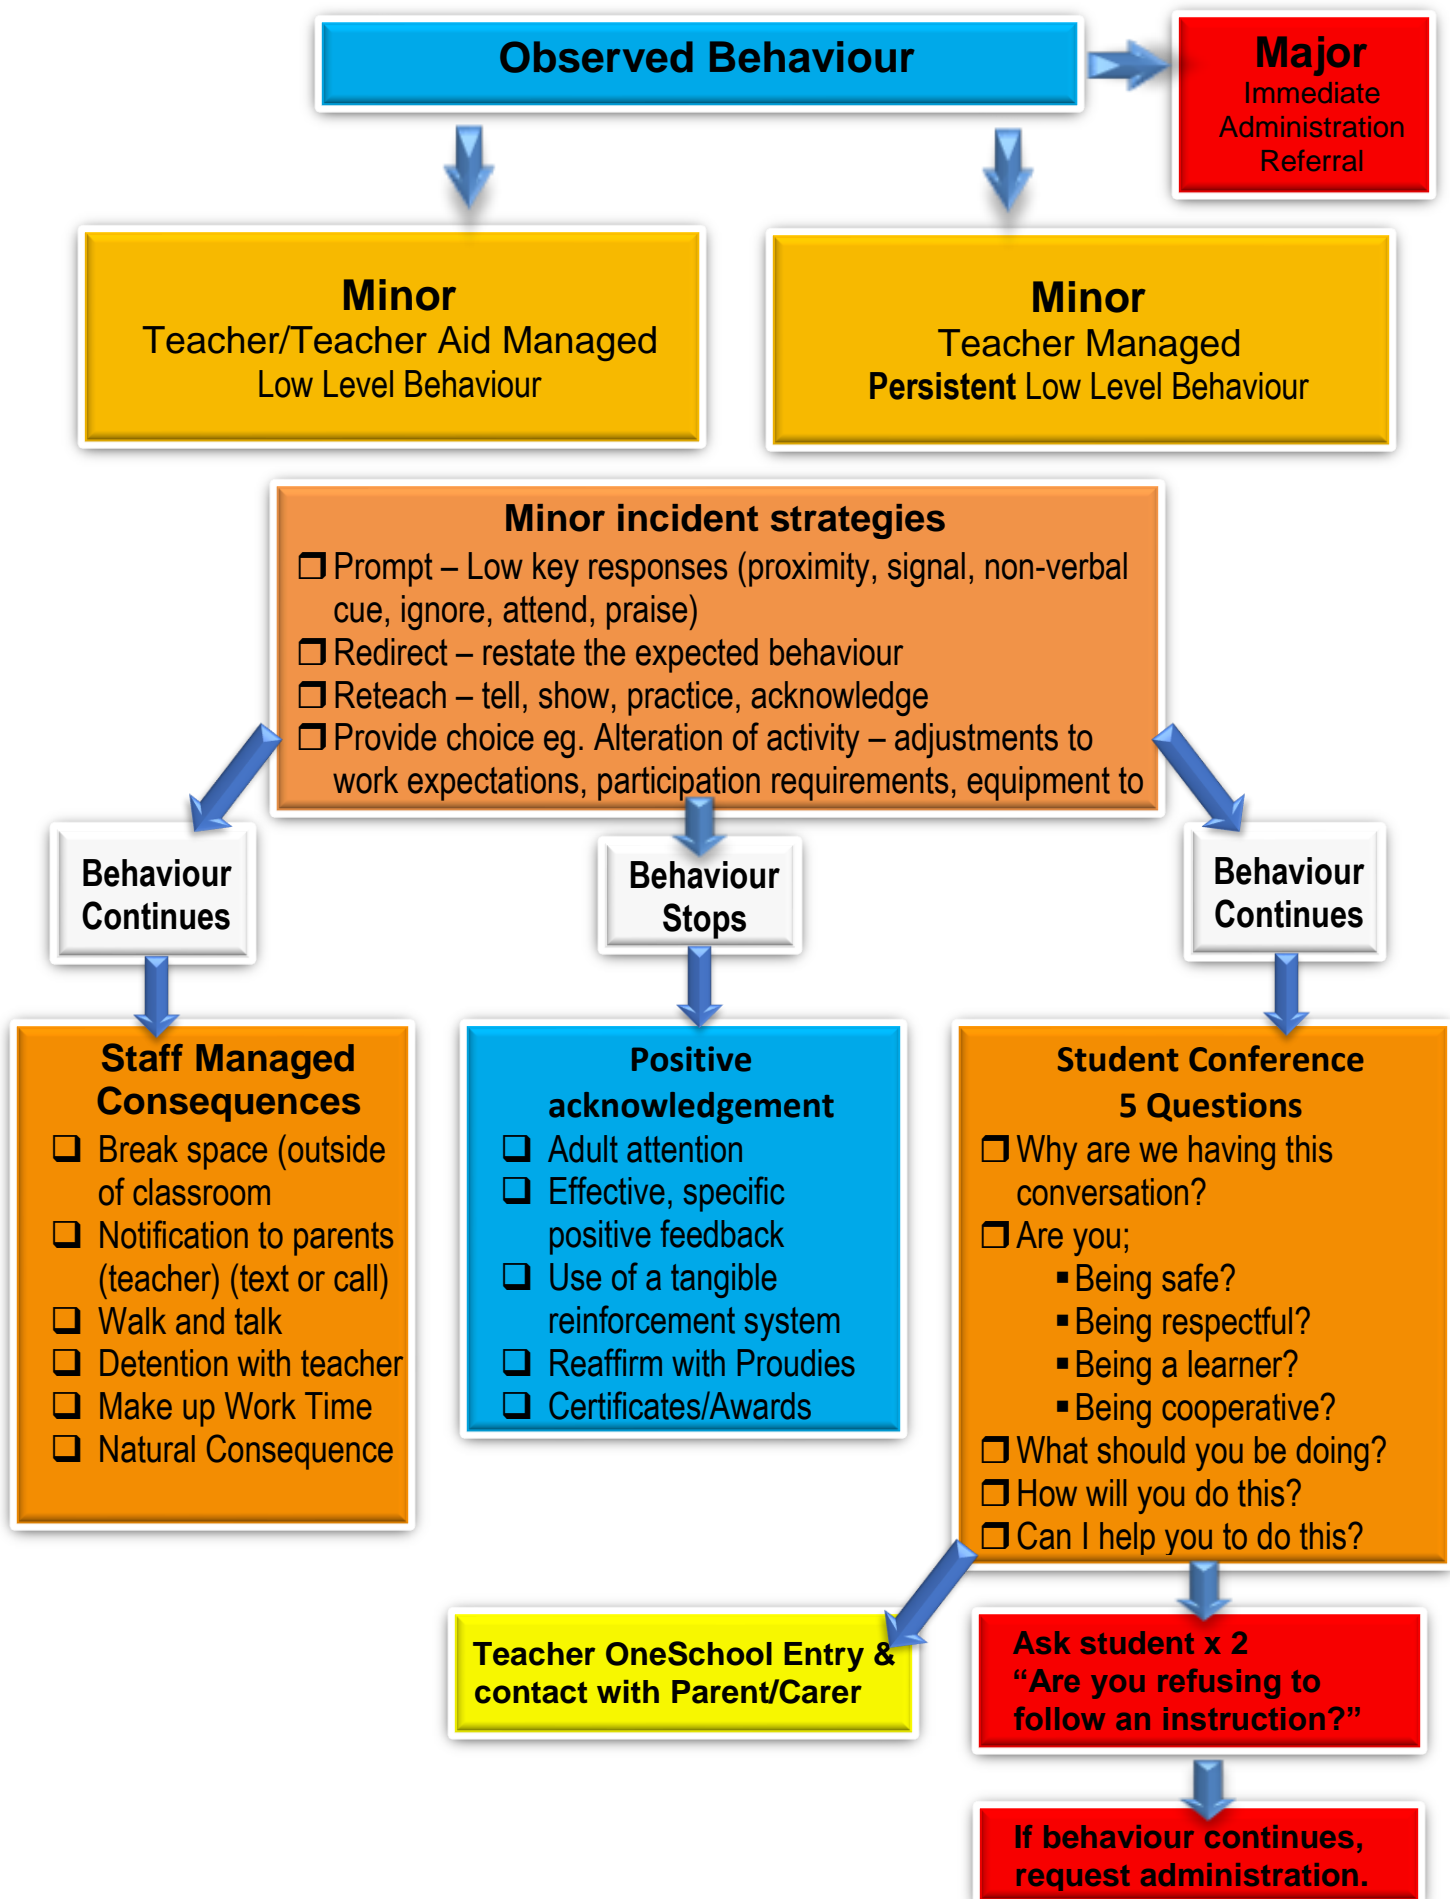 Observed Behaviour
Major
Immediate
Administration
Referral
Minor
Teacher/Teacher Aid Managed
Low Level Behaviour
Minor
Teacher Managed
Persistent Low Level Behaviour
Minor incident strategies
❒ Prompt – Low key responses (proximity, signal, non-verbal
cue, ignore, attend, praise)
❒ Redirect – restate the expected behaviour
❒ Reteach – tell, show, practice, acknowledge
❒ Provide choice eg. Alteration of activity – adjustments to
work expectations, participation requirements, equipment to
Behaviour
Continues
Behaviour
Stops
Behaviour
Continues
Staff Managed
Consequences
❑ Break space (outside
of classroom
❑ Notification to parents
(teacher) (text or call)
❑ Walk and talk
❑ Detention with teacher
❑ Make up Work Time
❑ Natural Consequence
Positive
acknowledgement
❑ Adult attention
❑ Effective, specific
positive feedback
❑ Use of a tangible
reinforcement system
❑ Reaffirm with Proudies
❑ Certificates/Awards
Student Conference
5 Questions
❒ Why are we having this
conversation?
❒ Are you;
▪ Being safe?
▪ Being respectful?
▪ Being a learner?
▪ Being cooperative?
❒ What should you be doing?
❒ How will you do this?
❒ Can I help you to do this?
Teacher OneSchool Entry &
contact with Parent/Carer
Ask student x 2
“Are you refusing to
follow an instruction?”
If behaviour continues,
request administration.